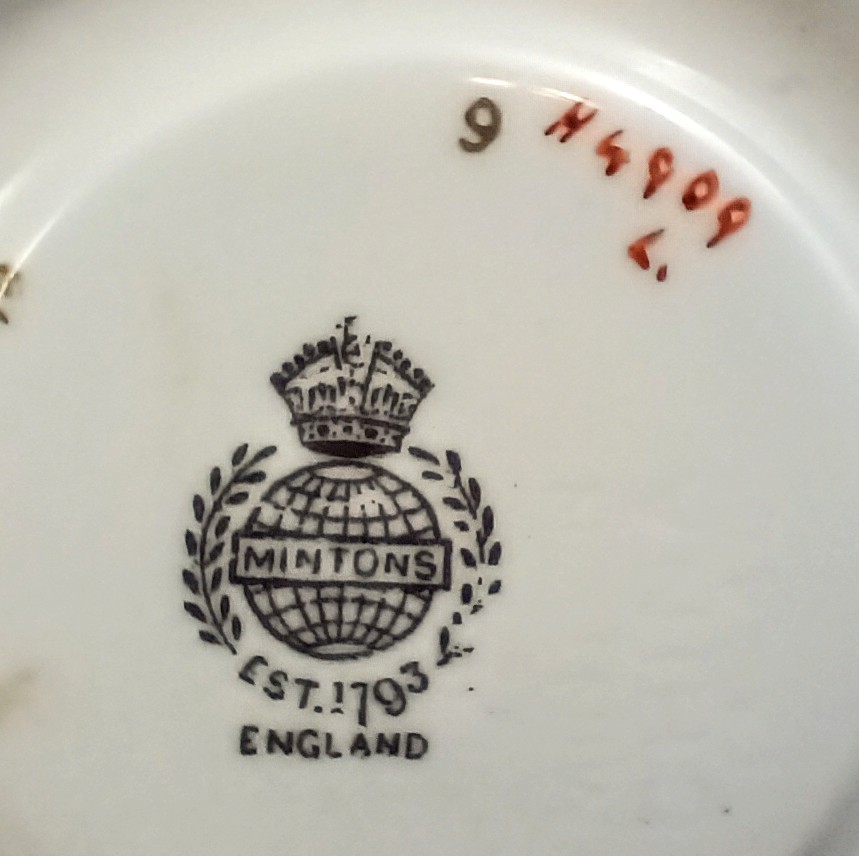 9 H4909
L.
MINTONS
EST. 1793
ENGLAND